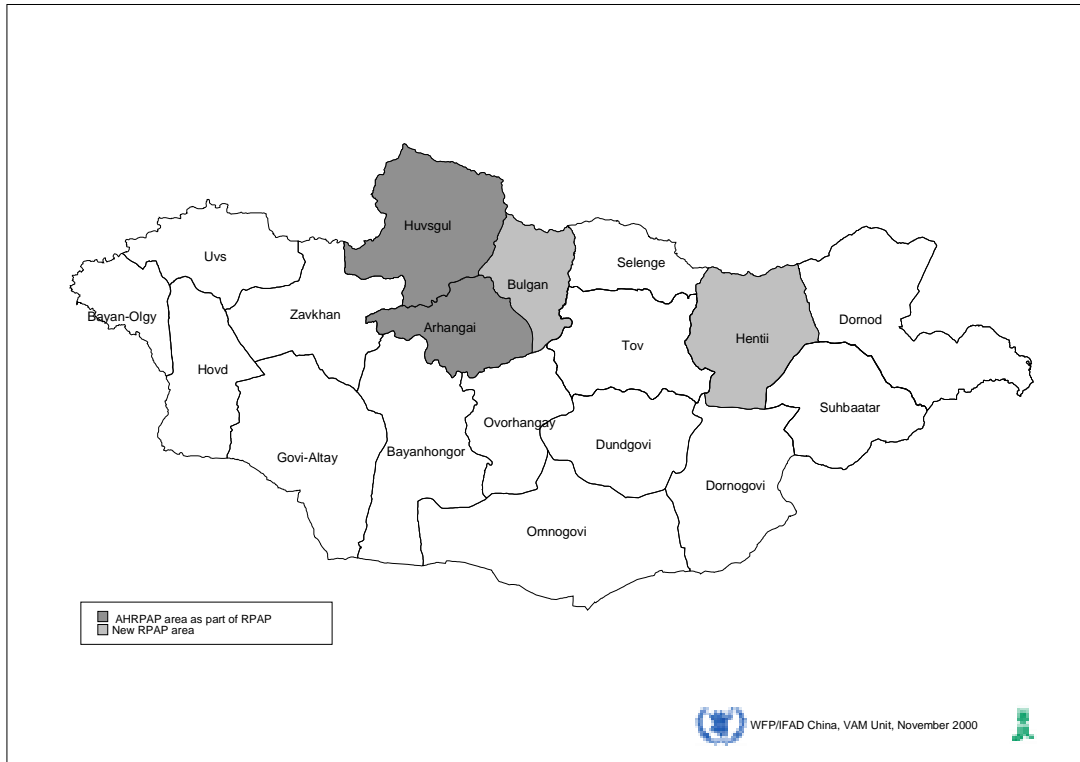 Huvsgul
Uvs
Selenge
Bulgan
Bayan-Olgy
Zavkhan
Dornod
Arhangai
Hentii
Tov
Hovd
Suhbaatar
Ovorhangay
Dundgovi
Bayanhongor
Govi-Altay
Dornogovi
Omnogovi
AHRPAP area as part of RPAP
New RPAP area
WFP/IFAD China, VAM Unit, November 2000